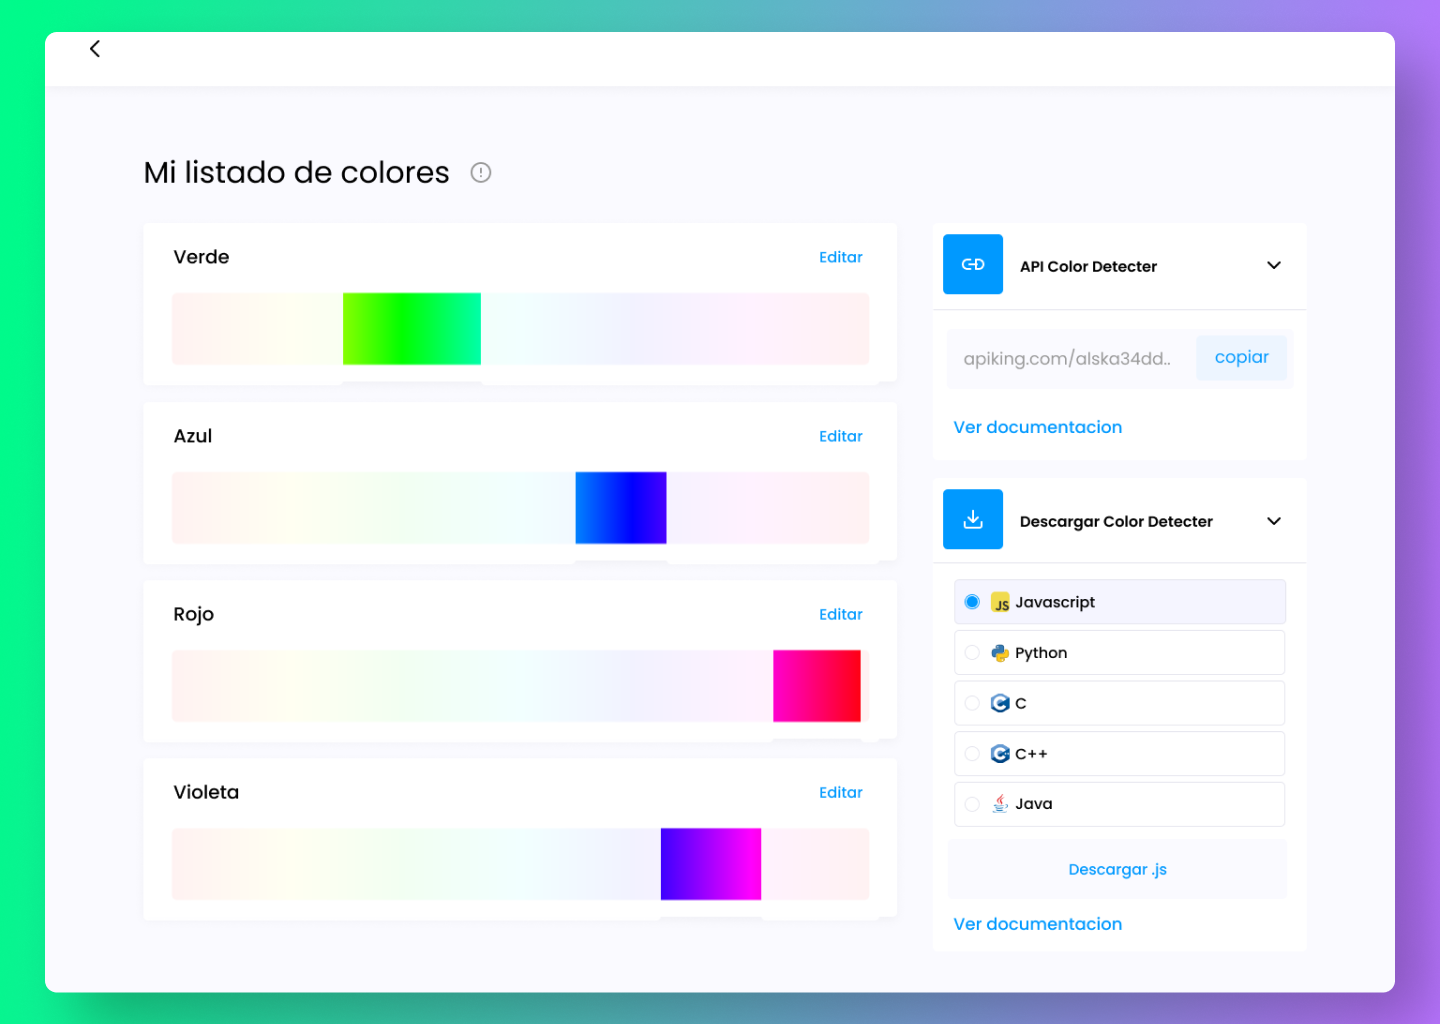 Mi listado de colores
Verde
Editar
Azul
Editar
Rojo
Editar
Violeta
Editar
API Color Detecter
apiking.com/alska34dd..
copiar
Ver documentacion
Descargar Color Detecter
JS Javascript
Python
C C
C++ C++
Java
Descargar .js
Ver documentacion